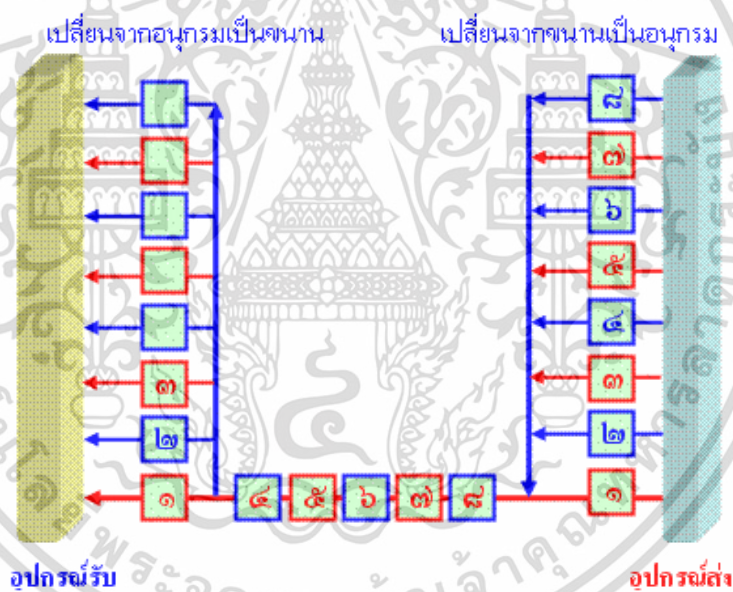 เปลี่ยนจากอนุกรมเป็นขนาน เปลี่ยนจากขนานเป็นอนุกรม
๘
๗
๖
๕
๔
๓ ๓
๒ ๒
๑ ๔ ๕ ๖ ๗ ๘ ๑
อุปกรณ์รับ อุปกรณ์ส่ง